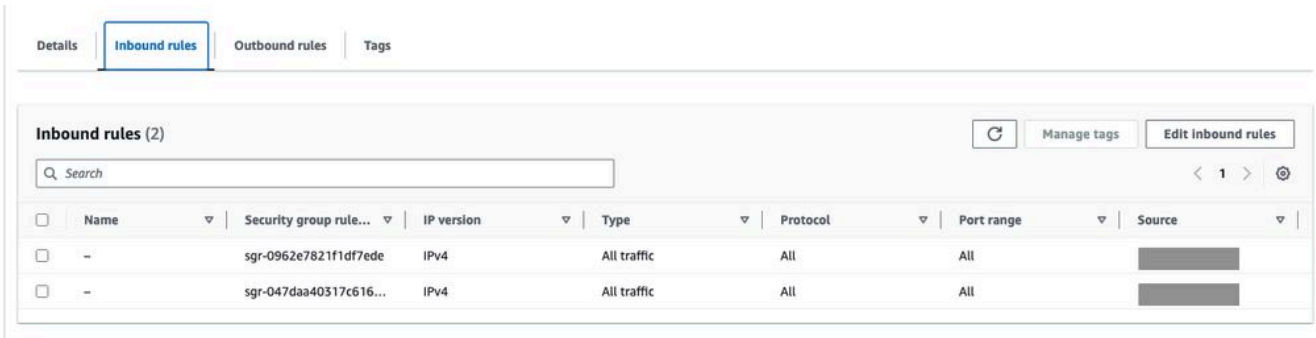 Details Inbound rules Outbound rules Tags
Inbound rules (2) Manage tags Edit inbound rules
Search 1
Name Security group rule... IP version Type Protocol Port range Source
– sgr-0962e7821f1df7ede IPv4 All traffic All All
– sgr-047daa40317c616... IPv4 All traffic All All